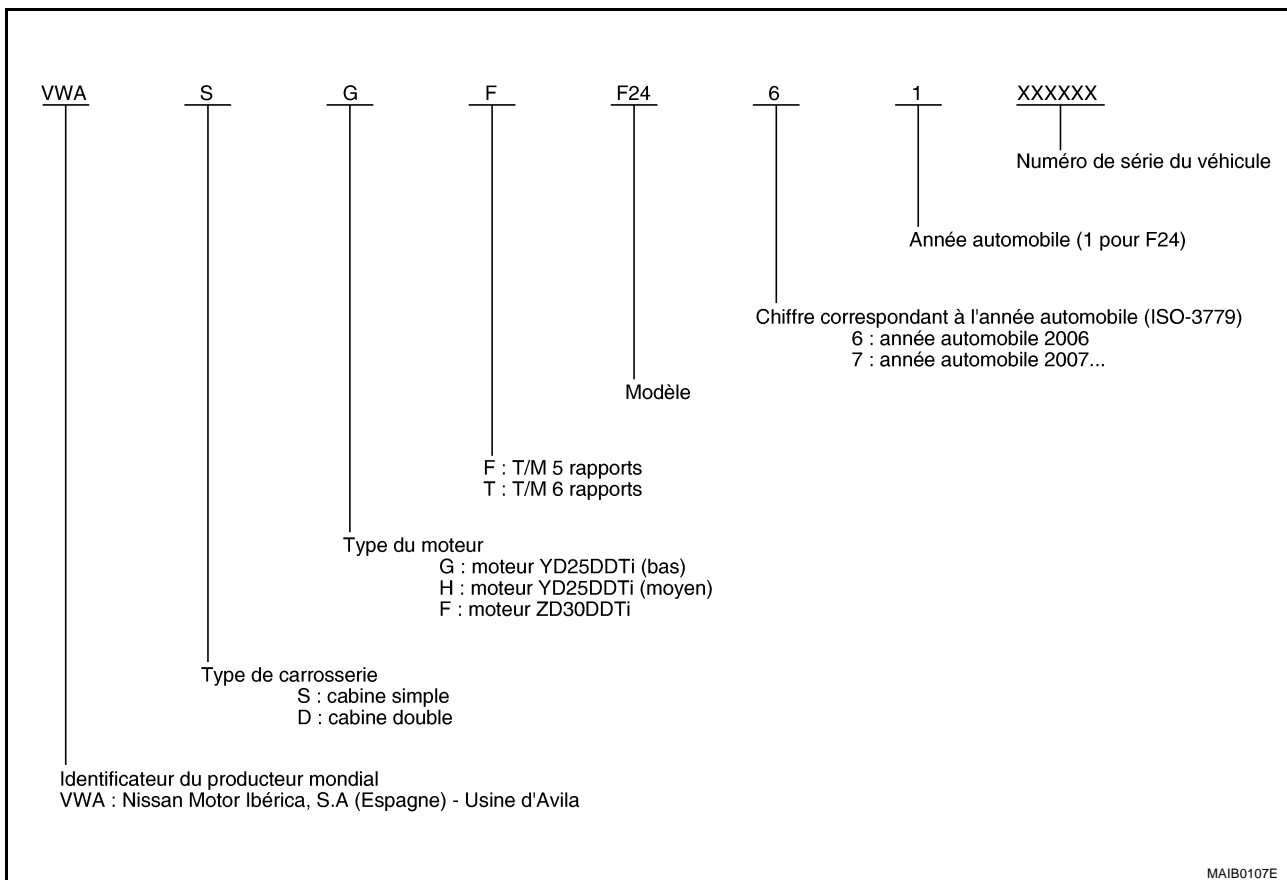 VWA S G F F24 6 1 XXXXXX
Numéro de série du véhicule
Année automobile (1 pour F24)
Chiffre correspondant à l'année automobile (ISO-3779)
6 : année automobile 2006
7 : année automobile 2007...
Modèle
F : T/M 5 rapports
T : T/M 6 rapports
Type du moteur
G : moteur YD25DDTi (bas)
H : moteur YD25DDTi (moyen)
F : moteur ZD30DDTi
Type de carrosserie
S : cabine simple
D : cabine double
Identificateur du producteur mondial
VWA : Nissan Motor Ibérica, S.A (Espagne) - Usine d'Avila
MAIB0107E